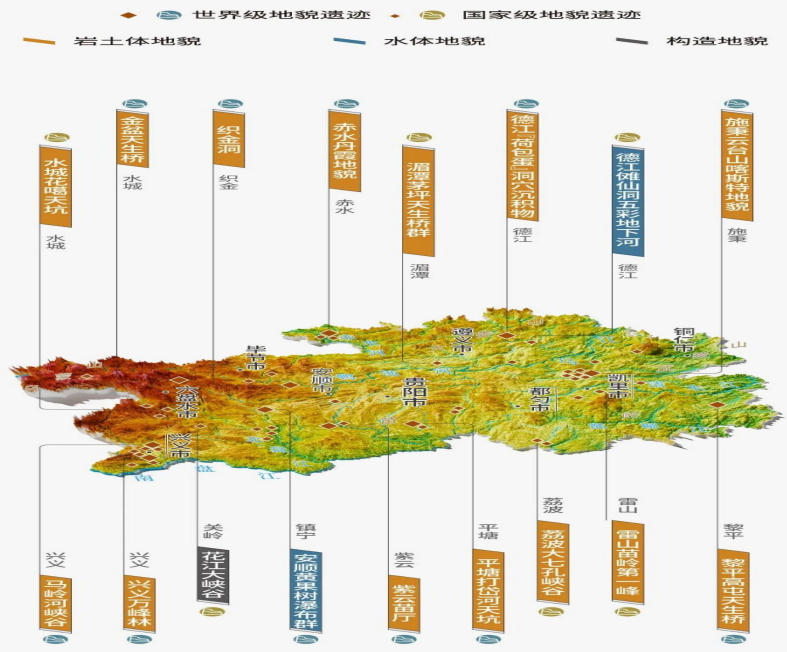 世界级地貌遗迹
国家级地貌遗迹
岩土体地貌
水体地貌
构造地貌
水城花嘎天坑
水城
金盆天生桥
水城
织金洞
织金
赤水丹霞地貌
赤水
湄潭茅坪天生桥群
湄潭
德江“荷包蛋”洞穴沉积物
德江
德江傩仙洞五彩地下河
德江
施秉云台山喀斯特地貌
施秉
毕节市
遵义市
铜仁市
安顺市
六盘水市
贵阳市
都匀市
凯里市
兴义市
山
南
盘
江
兴义
马岭河峡谷
兴义
兴义万峰林
关岭
花江大峡谷
镇宁
安顺黄果树瀑布群
紫云
紫云苗厅
平塘
平塘打岱河天坑
荔波
荔波大七孔峡谷
雷山
雷山苗岭第一峰
黎平
黎平高屯天生桥